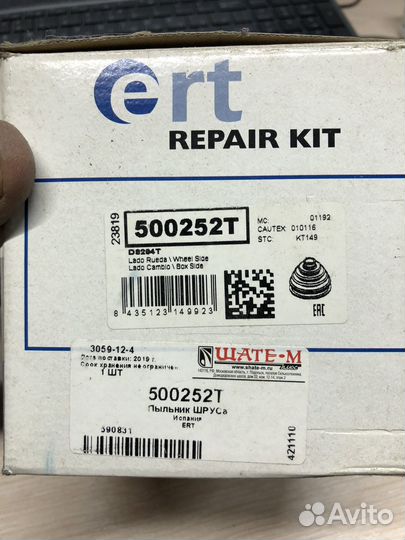 ert
REPAIR KIT
23819
500252T
MC: 01192
CAUTEX: 010116
STC: KT149
D8294T
Lado Rueda \ Wheel Side
Lado Cambio \ Box Side
8 435123 149923
EAC
3059-12-4
Дата поставки: 2019 г.
Срок хранения не ограничен
1 ШТ
ШАТЕ-М
www.shate-m.ru
500252T
Пыльник ШРУСа
Испания
ERT
390831
421110
Avito